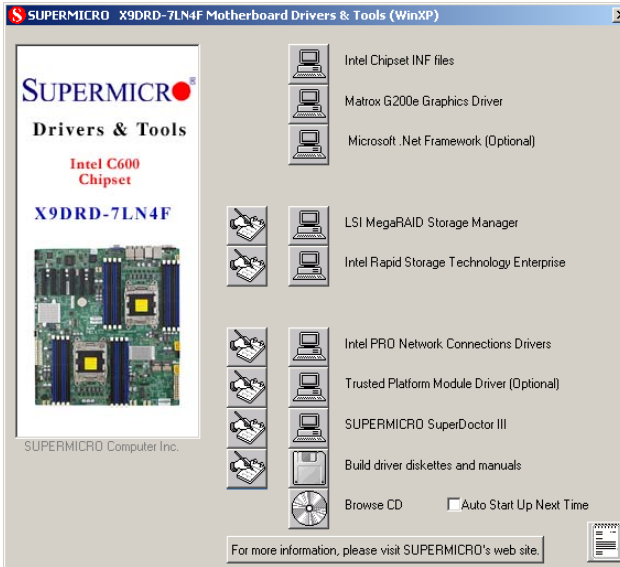 SUPERMICRO X9DRD-7LN4F Motherboard Drivers & Tools (WinXP)
SUPERMICRO®
Drivers & Tools
Intel C600
Chipset
X9DRD-7LN4F
SUPERMICRO Computer Inc.
Intel Chipset INF files
Matrox G200e Graphics Driver
Microsoft .Net Framework (Optional)
LSI MegaRAID Storage Manager
Intel Rapid Storage Technology Enterprise
Intel PRO Network Connections Drivers
Trusted Platform Module Driver (Optional)
SUPERMICRO SuperDoctor III
Build driver diskettes and manuals
Browse CD
Auto Start Up Next Time
For more information, please visit SUPERMICRO's web site.